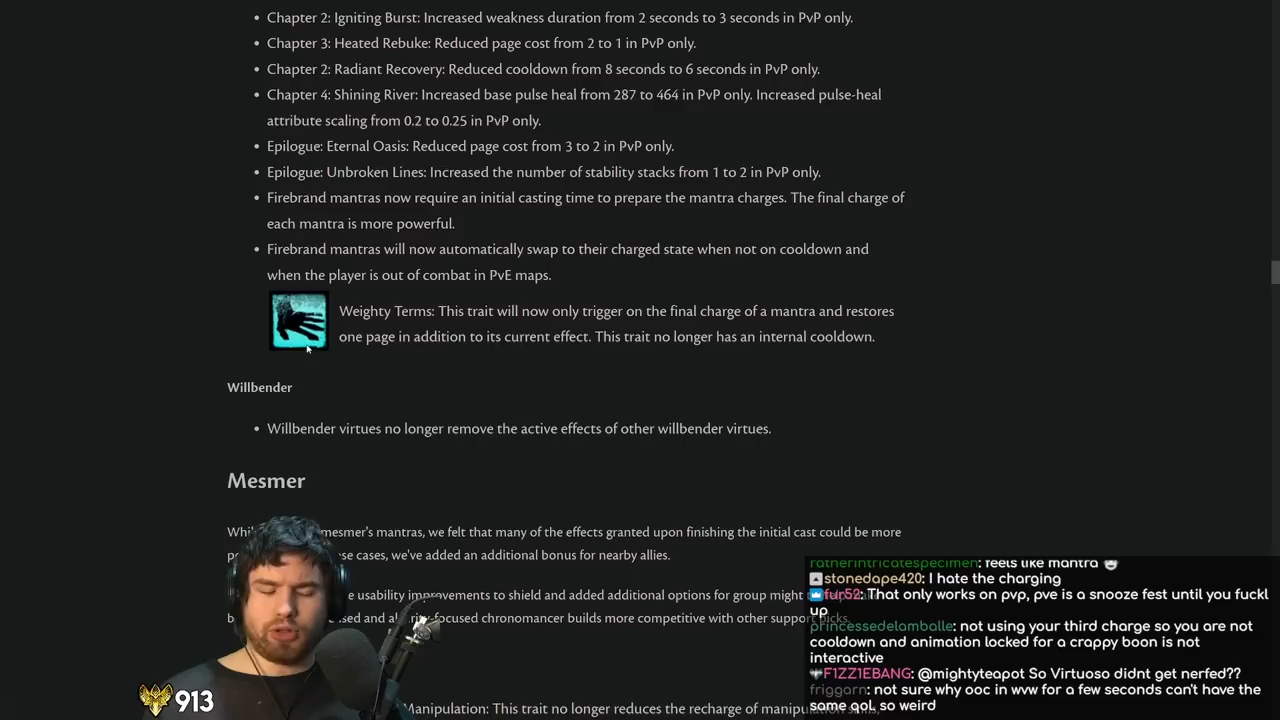 Chapter 2: Igniting Burst: Increased weakness duration from 2 seconds to 3 seconds in PvP only.
Chapter 3: Heated Rebuke: Reduced page cost from 2 to 1 in PvP only.
Chapter 2: Radiant Recovery: Reduced cooldown from 8 seconds to 6 seconds in PvP only.
Chapter 4: Shining River: Increased base pulse heal from 287 to 464 in PvP only. Increased pulse-heal
attribute scaling from 0.2 to 0.25 in PvP only.
Epilogue: Eternal Oasis: Reduced page cost from 3 to 2 in PvP only.
Epilogue: Unbroken Lines: Increased the number of stability stacks from 1 to 2 in PvP only.
Firebrand mantras now require an initial casting time to prepare the mantra charges. The final charge of
each mantra is more powerful.
Firebrand mantras will now automatically swap to their charged state when not on cooldown and
when the player is out of combat in PvE maps.
Weighty Terms: This trait will now only trigger on the final charge of a mantra and restores
one page in addition to its current effect. This trait no longer has an internal cooldown.
Willbender
Willbender virtues no longer remove the active effects of other willbender virtues.
Mesmer
mesmer's mantras, we felt that many of the effects granted upon finishing the initial cast could be more
cases, we've added an additional bonus for nearby allies.
usability improvements to shield and added additional options for group might
focused chronomancer builds more competitive with other support
Manipulation: This trait no longer reduces the recharge of manipulation skills,
913
ratherintricatespecimen: feels like mantra
stonedape420: I hate the charging
fur52: That only works on pvp, pve is a snooze fest until you fuckl
up
princessedelamballe: not using your third charge so you are not
cooldown and animation locked for a crappy boon is not
interactive
F1ZZ1EBANG: @mightyteapot So Virtuoso didnt get nerfed??
friggarn: not sure why ooc in wvw for a few seconds can't have the
same qol, so weird